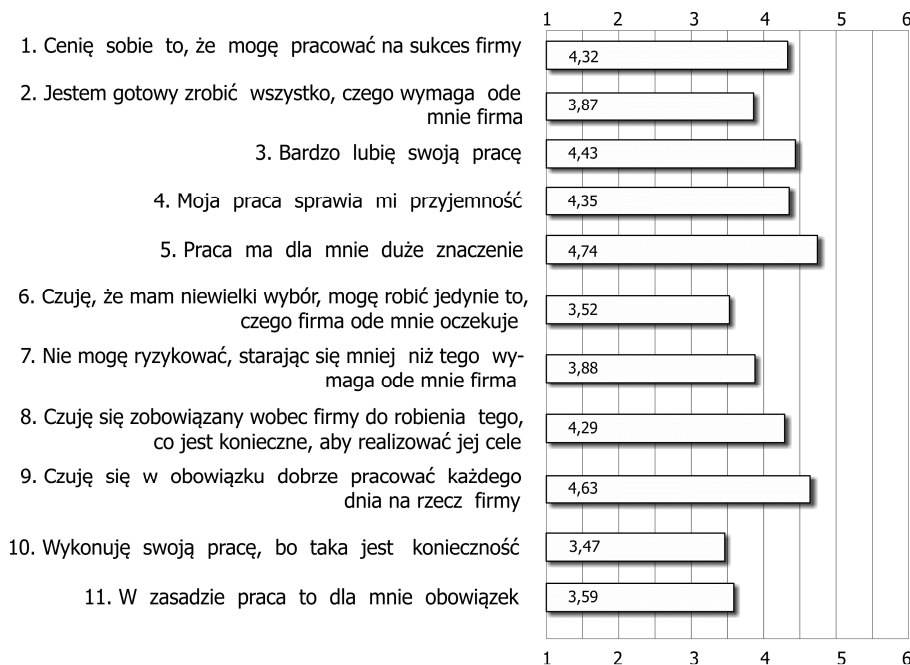 1 2 3 4 5 6
1. Cenię sobie to, że mogę pracować na sukces firmy
4,32
2. Jestem gotowy zrobić wszystko, czego wymaga ode
mnie firma
3,87
3. Bardzo lubię swoją pracę
4,43
4. Moja praca sprawia mi przyjemność
4,35
5. Praca ma dla mnie duże znaczenie
4,74
6. Czuję, że mam niewielki wybór, mogę robić jedynie to,
czego firma ode mnie oczekuje
3,52
7. Nie mogę ryzykować, starając się mniej niż tego wy-
maga ode mnie firma
3,88
8. Czuję się zobowiązany wobec firmy do robienia tego,
co jest konieczne, aby realizować jej cele
4,29
9. Czuję się w obowiązku dobrze pracować każdego
dnia na rzecz firmy
4,63
10. Wykonuję swoją pracę, bo taka jest konieczność
3,47
11. W zasadzie praca to dla mnie obowiązek
3,59
1 2 3 4 5 6